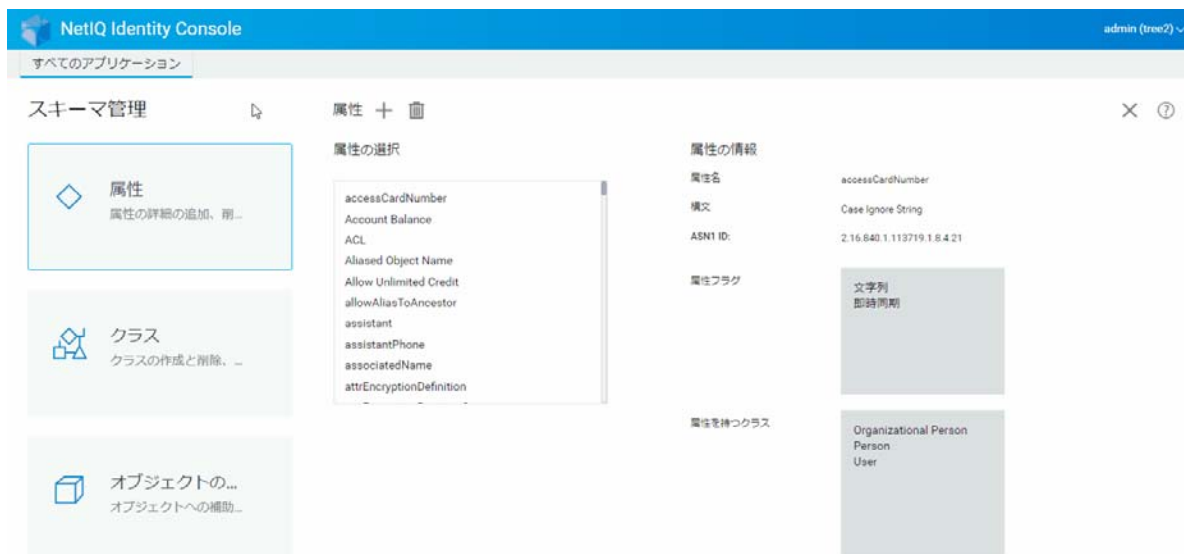 NetIQ Identity Console
admin (tree2)
すべてのアプリケーション
スキーマ管理
属性
属性の詳細の追加、削...
クラス
クラスの作成と削除、...
オブジェクトの...
オブジェクトへの補助...
属性
属性の選択
accessCardNumber
Account Balance
ACL
Aliased Object Name
Allow Unlimited Credit
allowAliasToAncestor
assistant
assistantPhone
associatedName
attrEncryptionDefinition
属性の情報
属性名 accessCardNumber
構文 Case Ignore String
ASN1 ID: 2.16.840.1.113719.1.8.4.21
属性フラグ
文字列
即時同期
属性を持つクラス
Organizational Person
Person
User